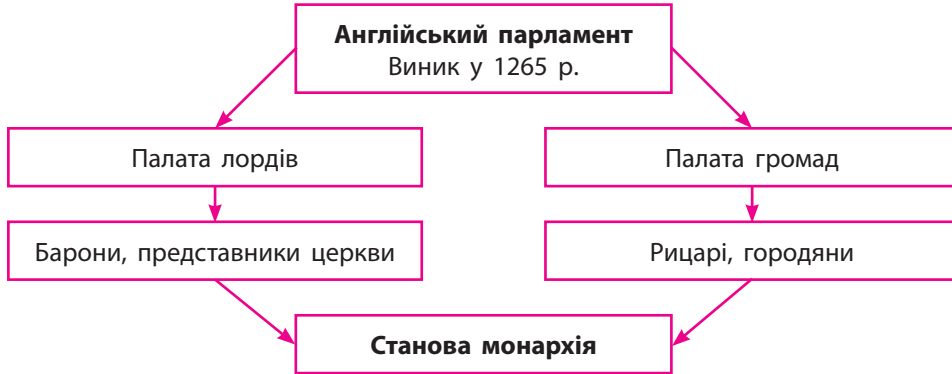 Англійський парламент
Виник у 1265 р.
Палата лордів
Палата громад
Барони, представники церкви
Рицарі, городяни
Станова монархія